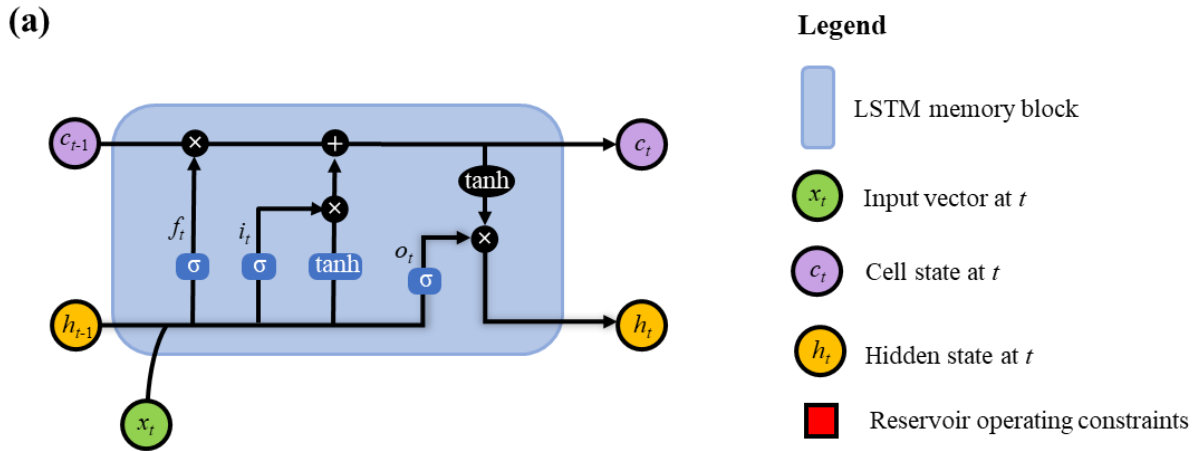 (a)
Legend
c_{t-1}
×
+
c_t
LSTM memory block
tanh
f_t
i_t
×
x_t
Input vector at t
o_t
×
σ
σ
tanh
σ
c_t
Cell state at t
h_{t-1}
h_t
h_t
Hidden state at t
x_t
Reservoir operating constraints